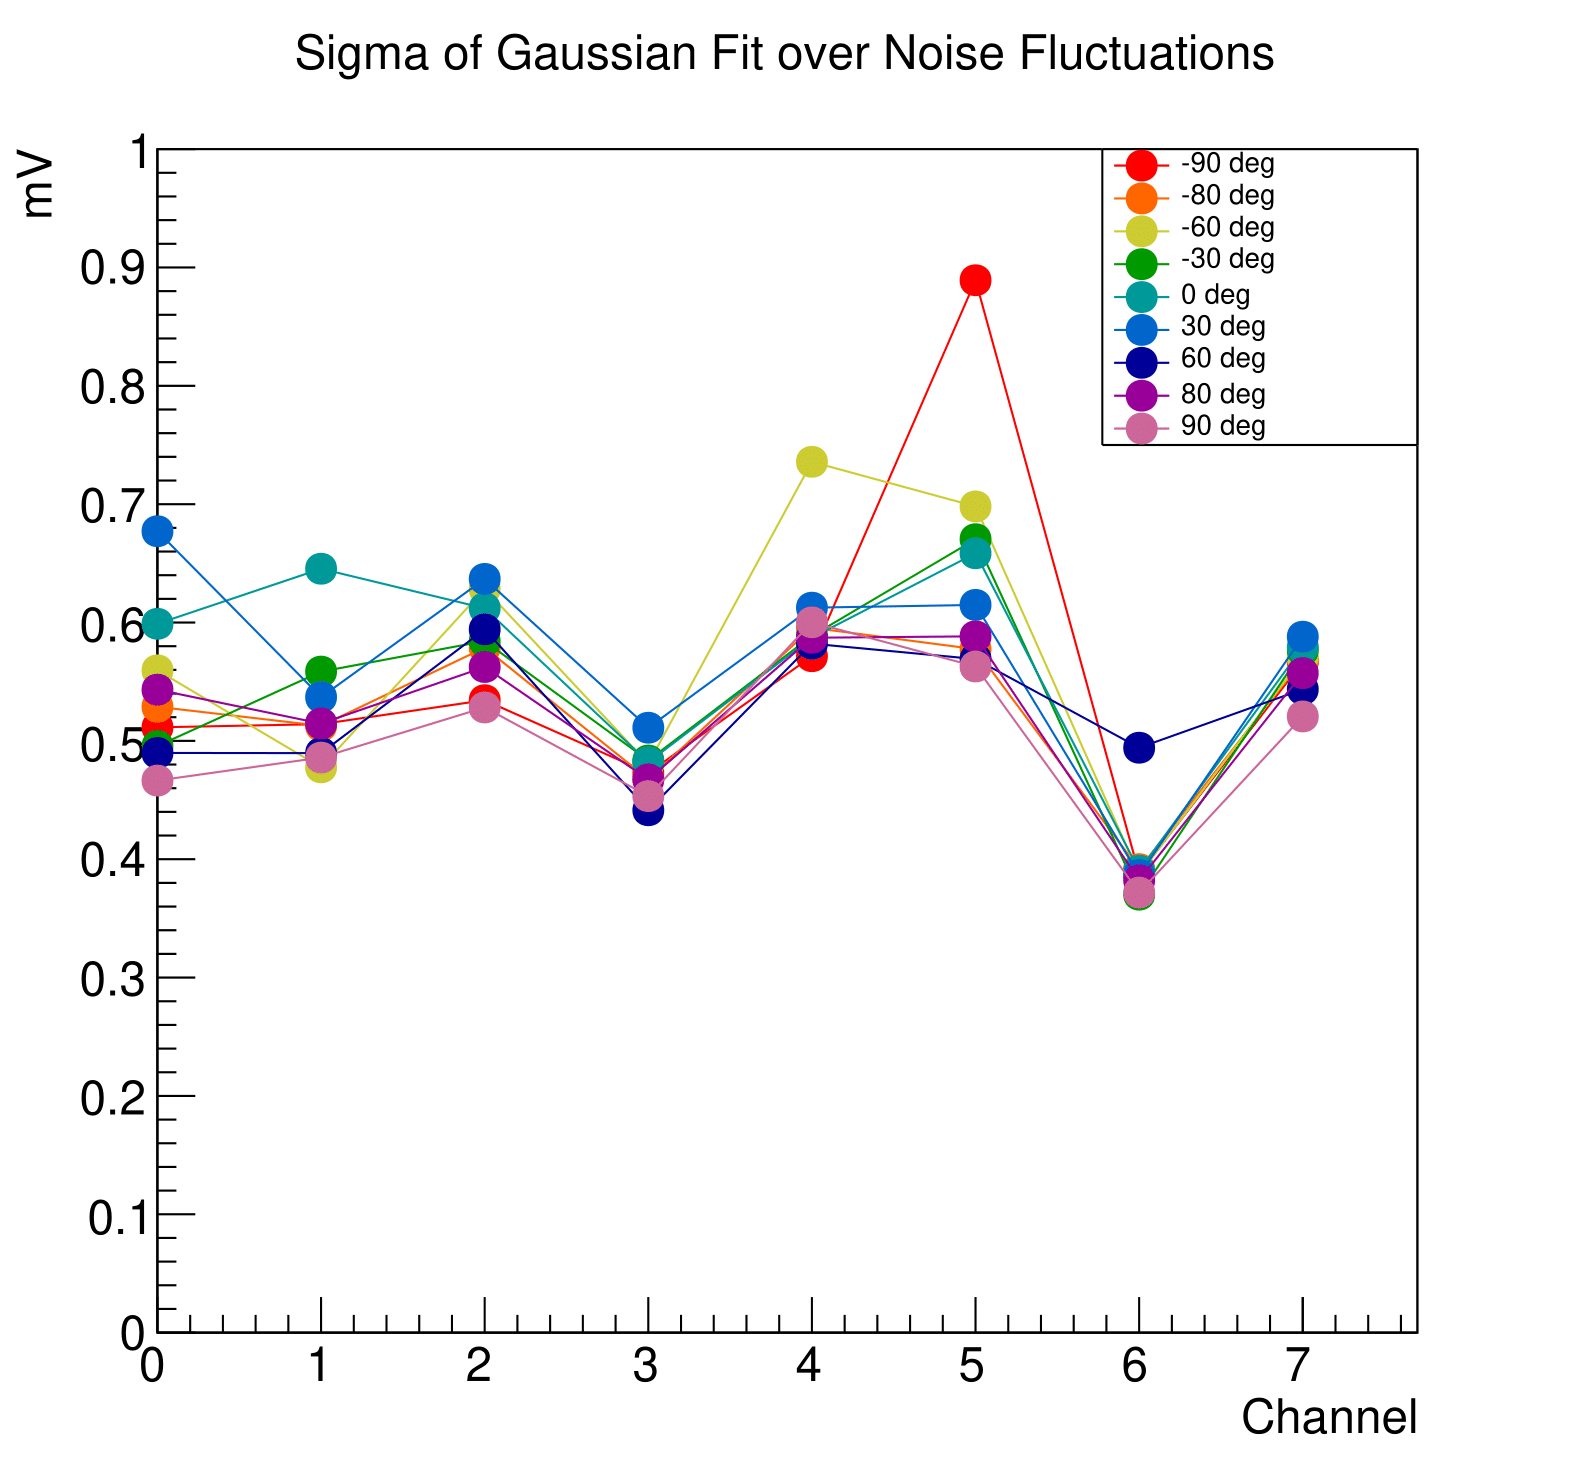 Sigma of Gaussian Fit over Noise Fluctuations
mV
1
0.9
0.8
0.7
0.6
0.5
0.4
0.3
0.2
0.1
0
-90 deg
-80 deg
-60 deg
-30 deg
0 deg
30 deg
60 deg
80 deg
90 deg
0 1 2 3 4 5 6 7
Channel